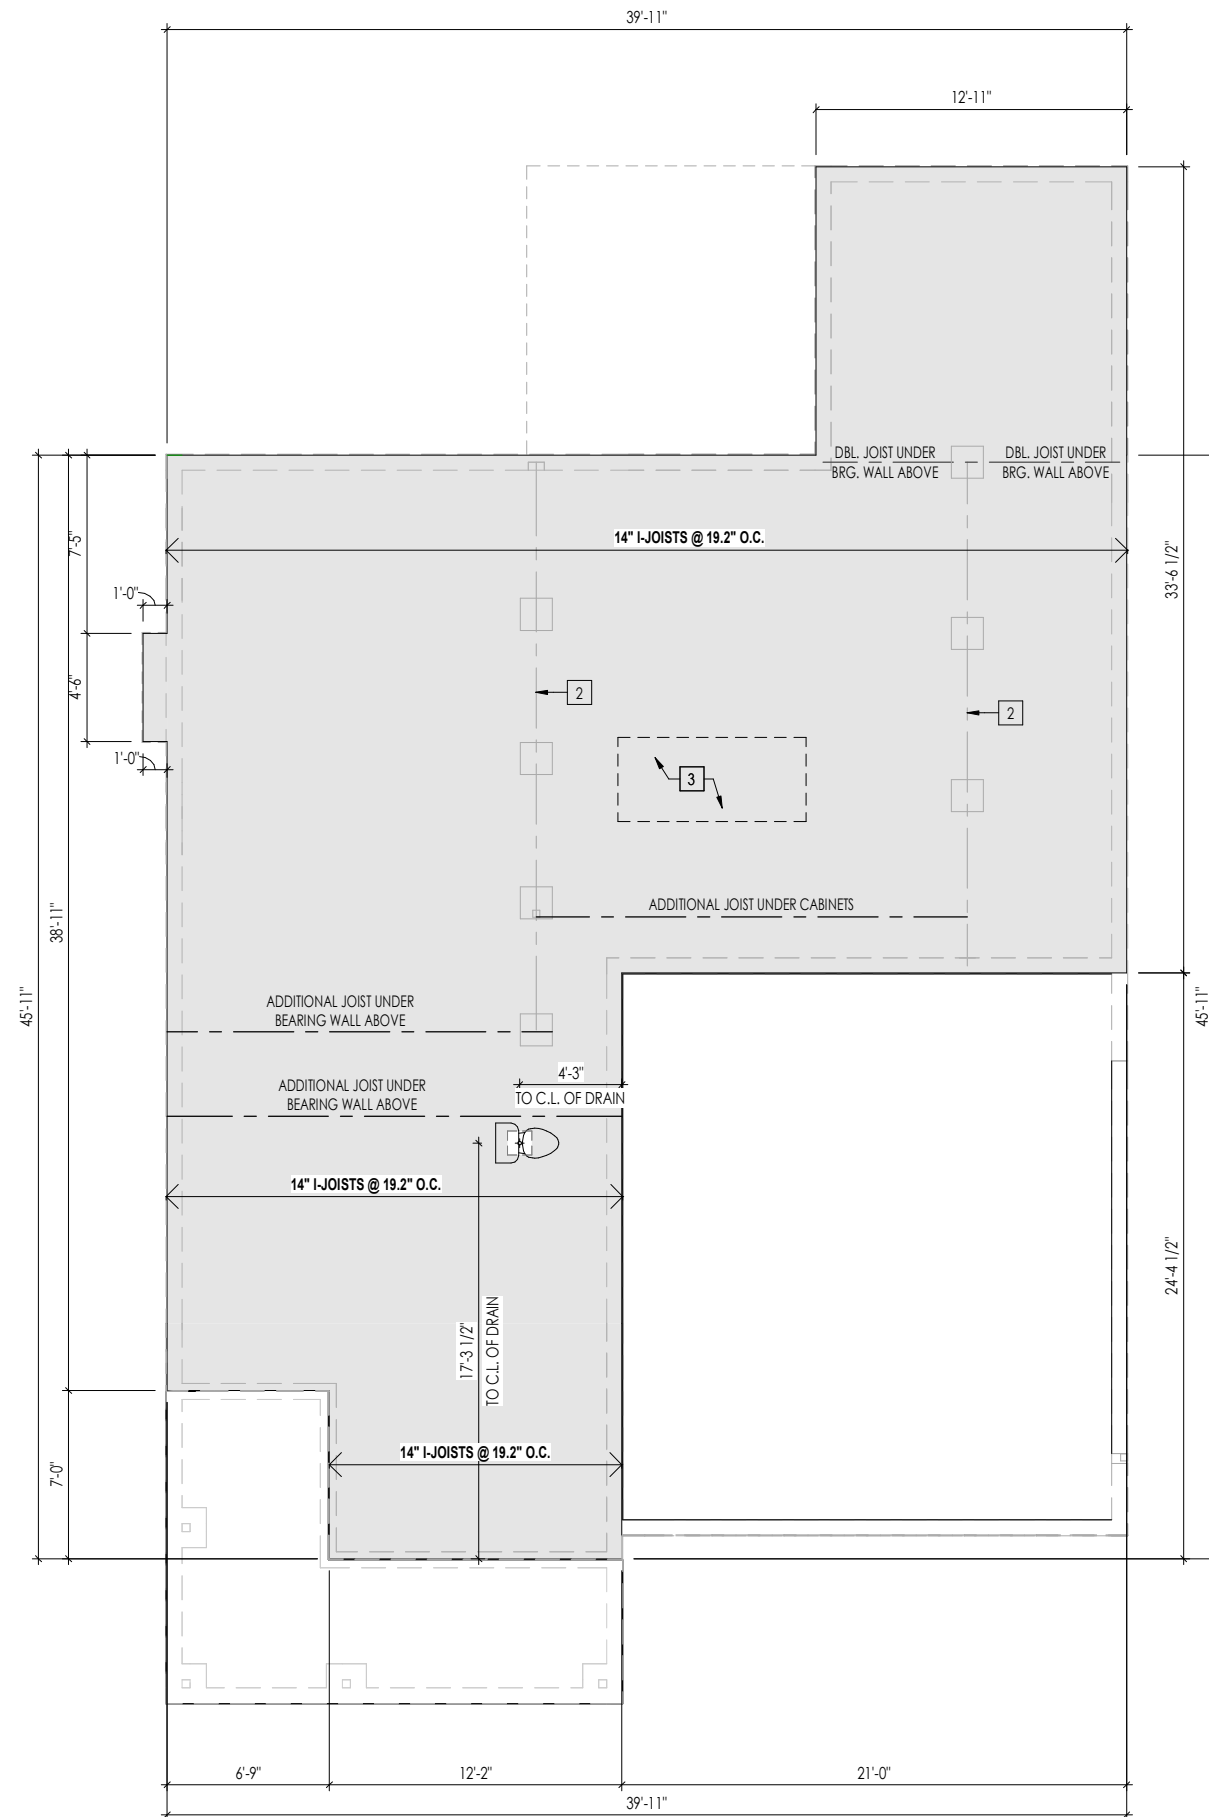 39'-11"
12'-11"
DBL. JOIST UNDER
BRG. WALL ABOVE
DBL. JOIST UNDER
BRG. WALL ABOVE
14" I-JOISTS @ 19.2" O.C.
7'-5"
33'-6 1/2"
1'-0"
4'-6"
2
2
1'-0"
3
ADDITIONAL JOIST UNDER CABINETS
38'-11"
45'-11"
45'-11"
ADDITIONAL JOIST UNDER
BEARING WALL ABOVE
4'-3"
TO C.L. OF DRAIN
ADDITIONAL JOIST UNDER
BEARING WALL ABOVE
14" I-JOISTS @ 19.2" O.C.
24'-4 1/2"
17'-3 1/2"
TO C.L. OF DRAIN
14" I-JOISTS @ 19.2" O.C.
7'-0"
6'-9"
12'-2"
21'-0"
39'-11"